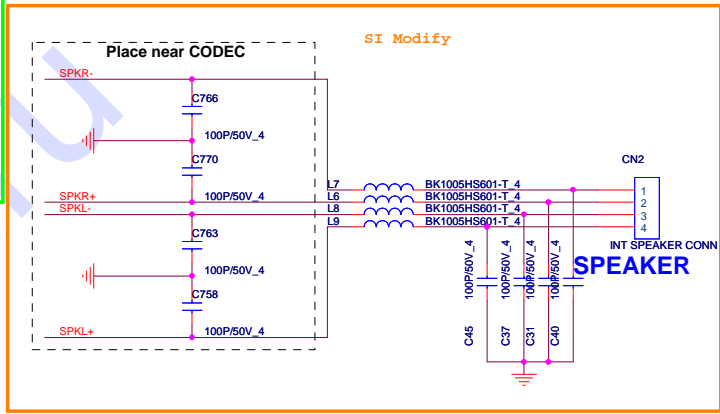 SI Modify
Place near CODEC
SPKR-
C766
100P/50V_4
C770
SPKR+
100P/50V_4
SPKL-
C763
100P/50V_4
C758
SPKL+
100P/50V_4
L7
BK1005HS601-T_4
L6
BK1005HS601-T_4
L8
BK1005HS601-T_4
L9
BK1005HS601-T_4
CN2
1
2
3
4
INT SPEAKER CONN
SPEAKER
100P/50V_4
100P/50V_4
100P/50V_4
100P/50V_4
C45
C37
C31
C40